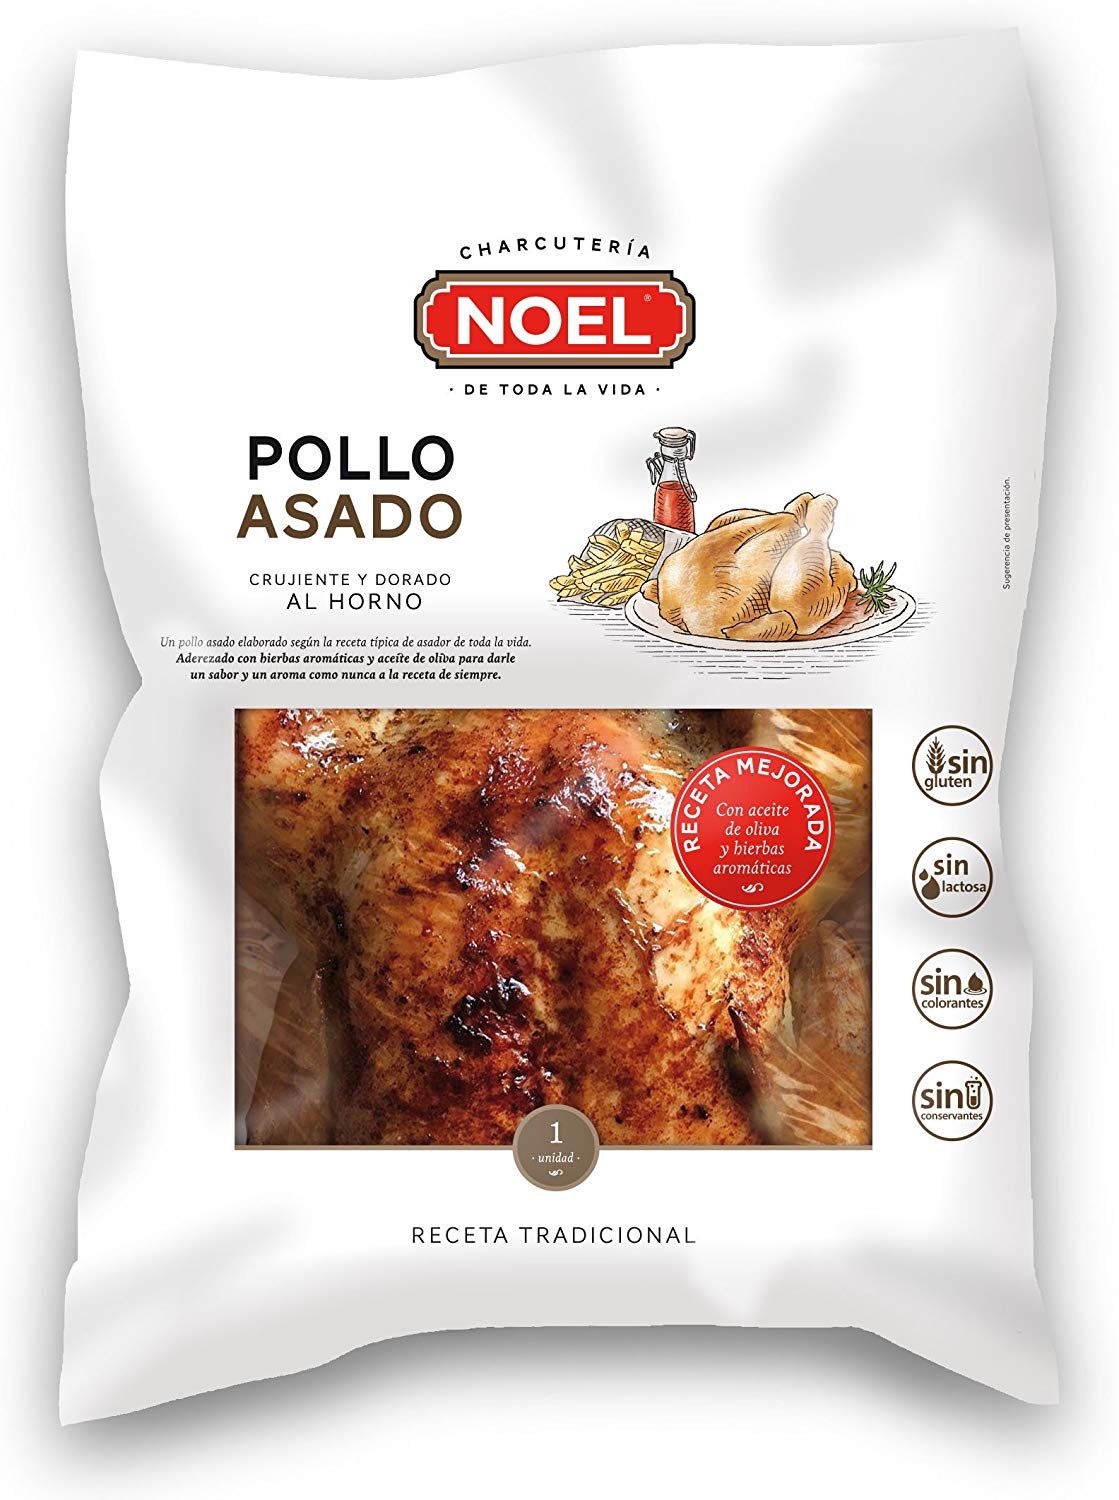 CHARCUTERÍA
NOEL®
· DE TODA LA VIDA ·
POLLO
ASADO
CRUJIENTE Y DORADO
AL HORNO
Un pollo asado elaborado según la receta típica de asador de toda la vida.
Aderezado con hierbas aromáticas y aceite de oliva para darle
un sabor y un aroma como nunca a la receta de siempre.
Sugerencia de presentación.
RECETA MEJORADA
Con aceite
de oliva
y hierbas
aromáticas
sin
gluten
sin
lactosa
sin
colorantes
sin
conservantes
1
· unidad ·
RECETA TRADICIONAL